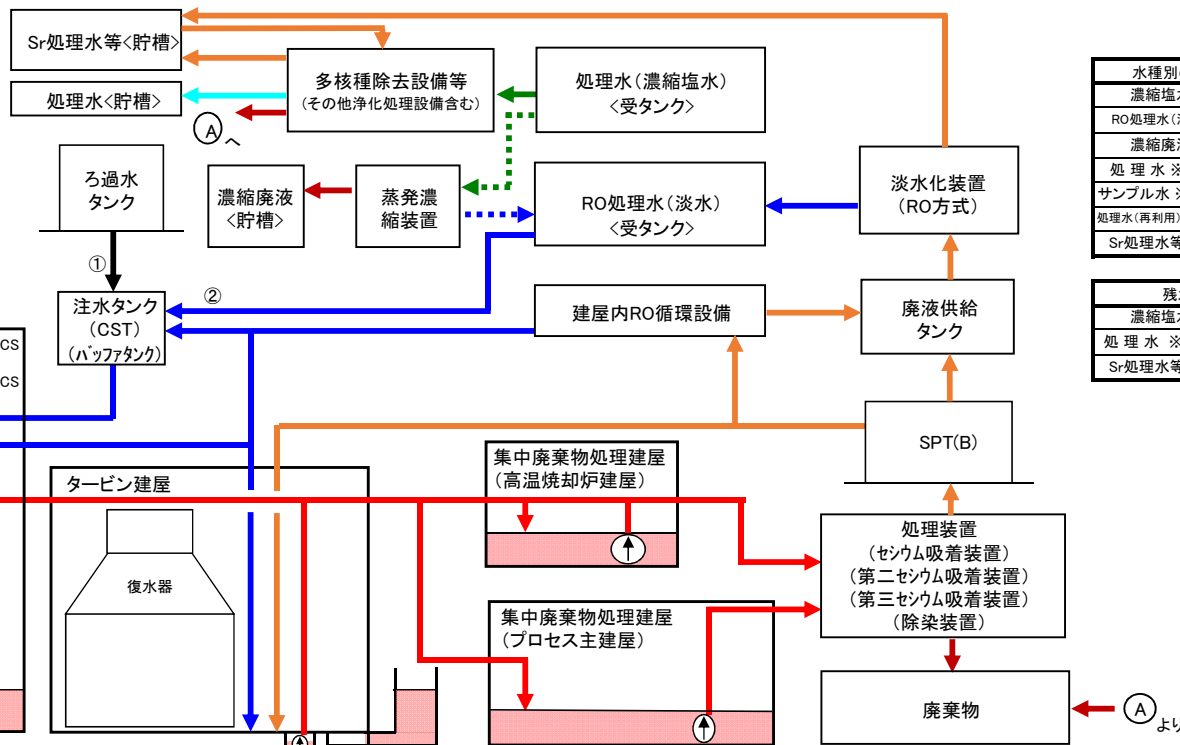 Sr処理水等<貯槽>
処理水<貯槽>
多核種除去設備等
(その他浄化処理設備含む)
Ⓐへ
処理水(濃縮塩水)
<受タンク>
ろ過水
タンク
濃縮廃液
<貯槽>
蒸発濃
縮装置
RO処理水(淡水)
<受タンク>
淡水化装置
(RO方式)
①
②
注水タンク
(CST)
(バッファタンク)
建屋内RO循環設備
廃液供給
タンク
CS
CS
SPT(B)
タービン建屋
復水器
集中廃棄物処理建屋
(高温焼却炉建屋)
集中廃棄物処理建屋
(プロセス主建屋)
処理装置
(セシウム吸着装置)
(第二セシウム吸着装置)
(第三セシウム吸着装置)
(除染装置)
廃棄物
Ⓐより
水種別
濃縮塩水
RO処理水(
濃縮廃
処理水※
サンプル水※
処理水(再利用)
Sr処理水等
残
濃縮塩水
処理水※
Sr処理水等